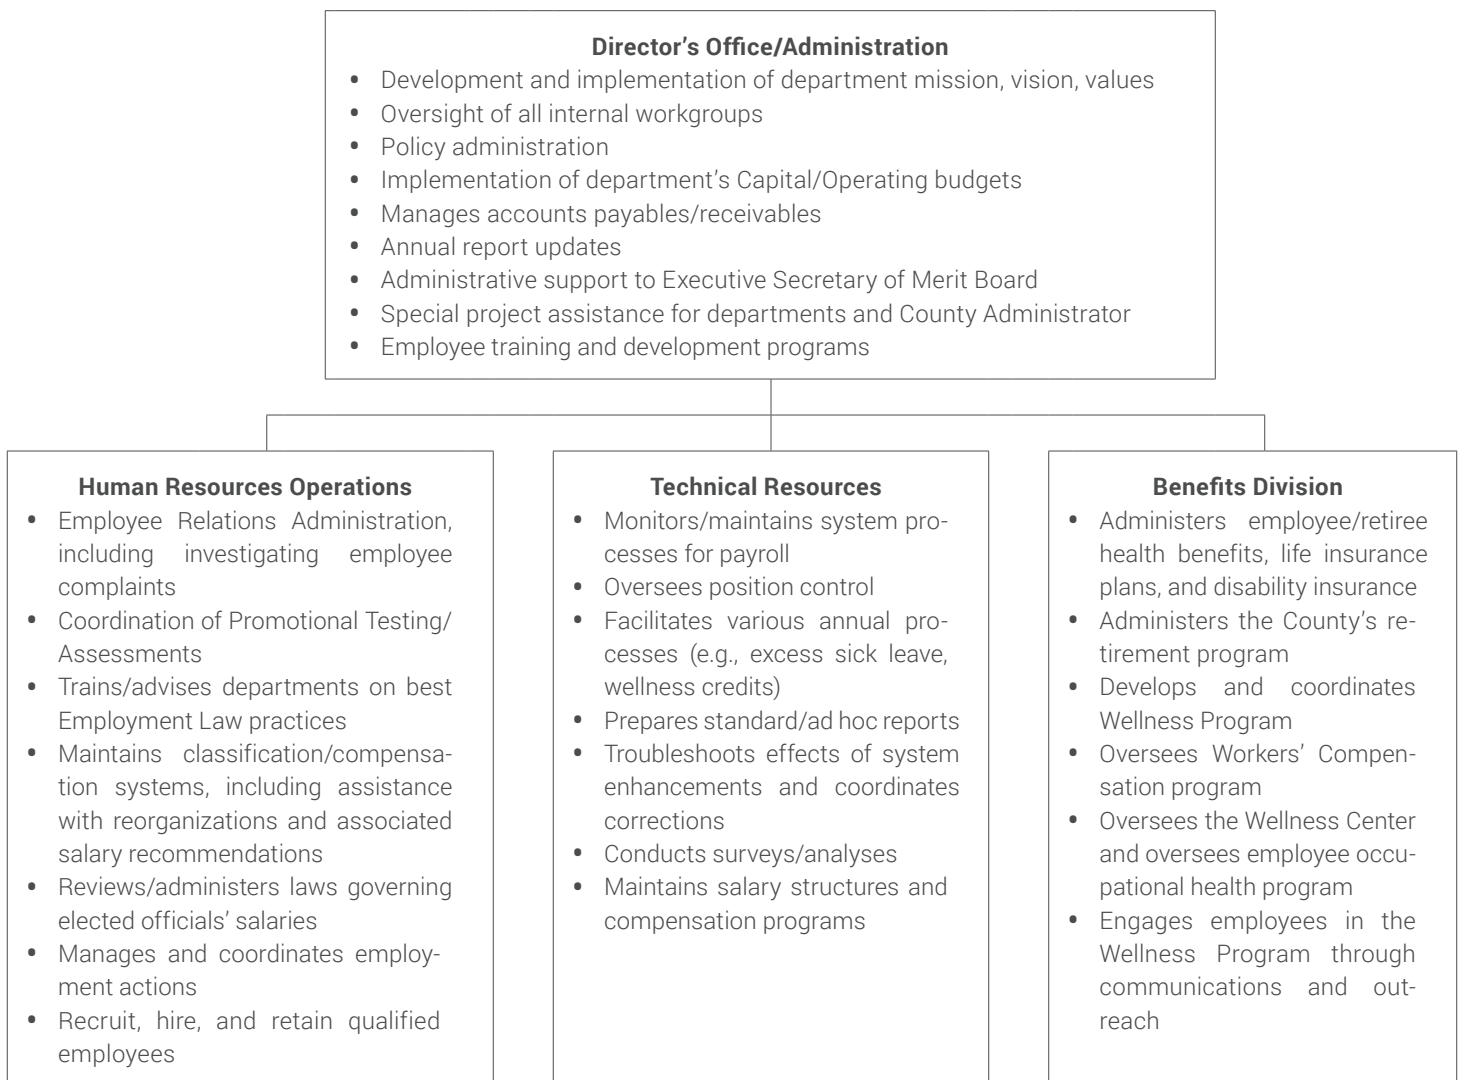 Director’s Office/Administration
• Development and implementation of department mission, vision, values
• Oversight of all internal workgroups
• Policy administration
• Implementation of department’s Capital/Operating budgets
• Manages accounts payables/receivables
• Annual report updates
• Administrative support to Executive Secretary of Merit Board
• Special project assistance for departments and County Administrator
• Employee training and development programs
Human Resources Operations
• Employee Relations Administration,
including investigating employee
complaints
• Coordination of Promotional Testing/
Assessments
• Trains/advises departments on best
Employment Law practices
• Maintains classification/compensa-
tion systems, including assistance
with reorganizations and associated
salary recommendations
• Reviews/administers laws governing
elected officials’ salaries
• Manages and coordinates employ-
ment actions
• Recruit, hire, and retain qualified
employees
Technical Resources
• Monitors/maintains system pro-
cesses for payroll
• Oversees position control
• Facilitates various annual pro-
cesses (e.g., excess sick leave,
wellness credits)
• Prepares standard/ad hoc reports
• Troubleshoots effects of system
enhancements and coordinates
corrections
• Conducts surveys/analyses
• Maintains salary structures and
compensation programs
Benefits Division
• Administers employee/retiree
health benefits, life insurance
plans, and disability insurance
• Administers the County’s re-
tirement program
• Develops and coordinates
Wellness Program
• Oversees Workers’ Compen-
sation program
• Oversees the Wellness Center
and oversees employee occu-
pational health program
• Engages employees in the
Wellness Program through
communications and out-
reach